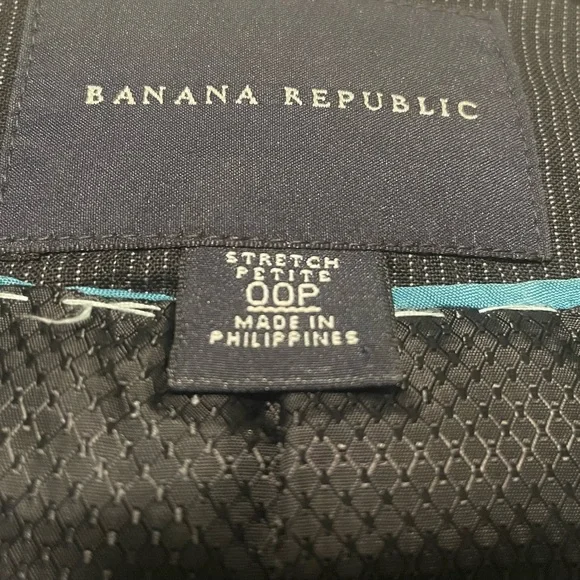 BANANA REPUBLIC
STRETCH
PETITE
00P
MADE IN
PHILIPPINES